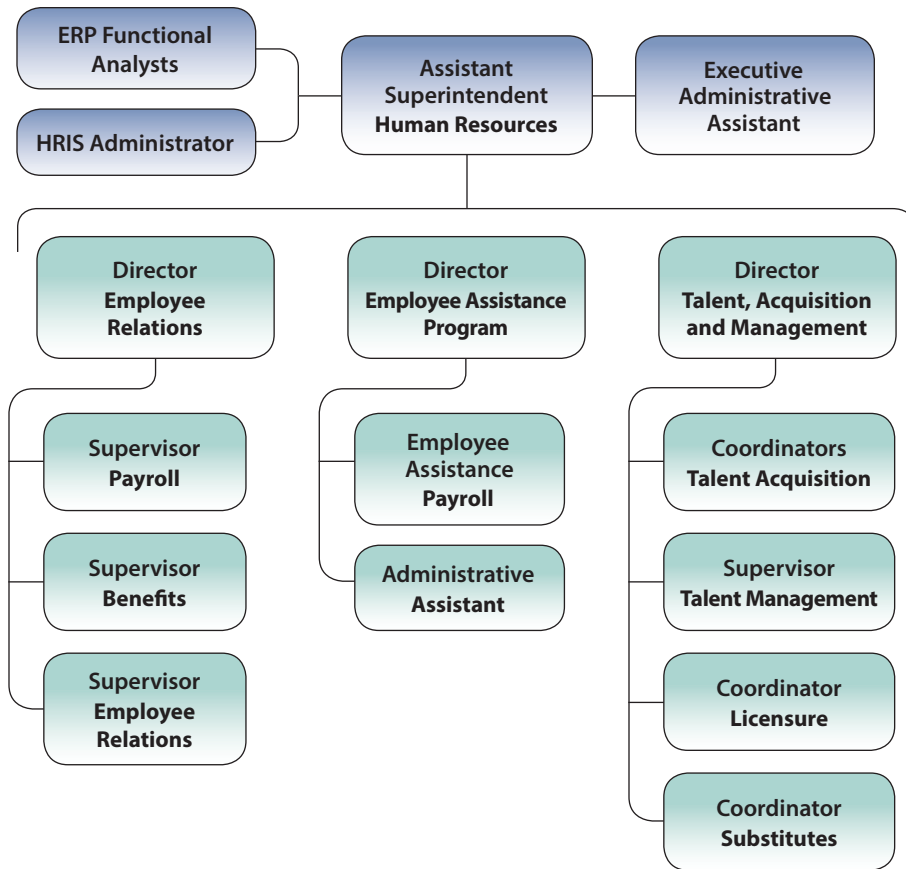 ERP Functional
Analysts
HRIS Administrator
Assistant
Superintendent
Human Resources
Executive
Administrative
Assistant
Director
Employee
Relations
Supervisor
Payroll
Supervisor
Benefits
Supervisor
Employee
Relations
Director
Employee Assistance
Program
Employee
Assistance
Payroll
Administrative
Assistant
Director
Talent, Acquisition
and Management
Coordinators
Talent Acquisition
Supervisor
Talent Management
Coordinator
Licensure
Coordinator
Substitutes